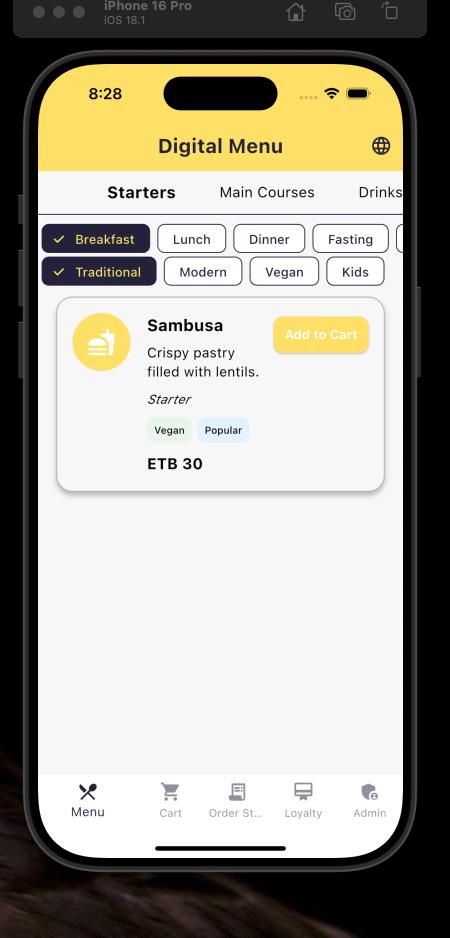 iPhone 16 Pro
iOS 18.1
8:28
Digital Menu
Starters Main Courses Drinks
Breakfast Lunch Dinner Fasting
Traditional Modern Vegan Kids
Sambusa
Add to Cart
Crispy pastry
filled with lentils.
Starter
Vegan Popular
ETB 30
Menu Cart Order St... Loyalty Admin